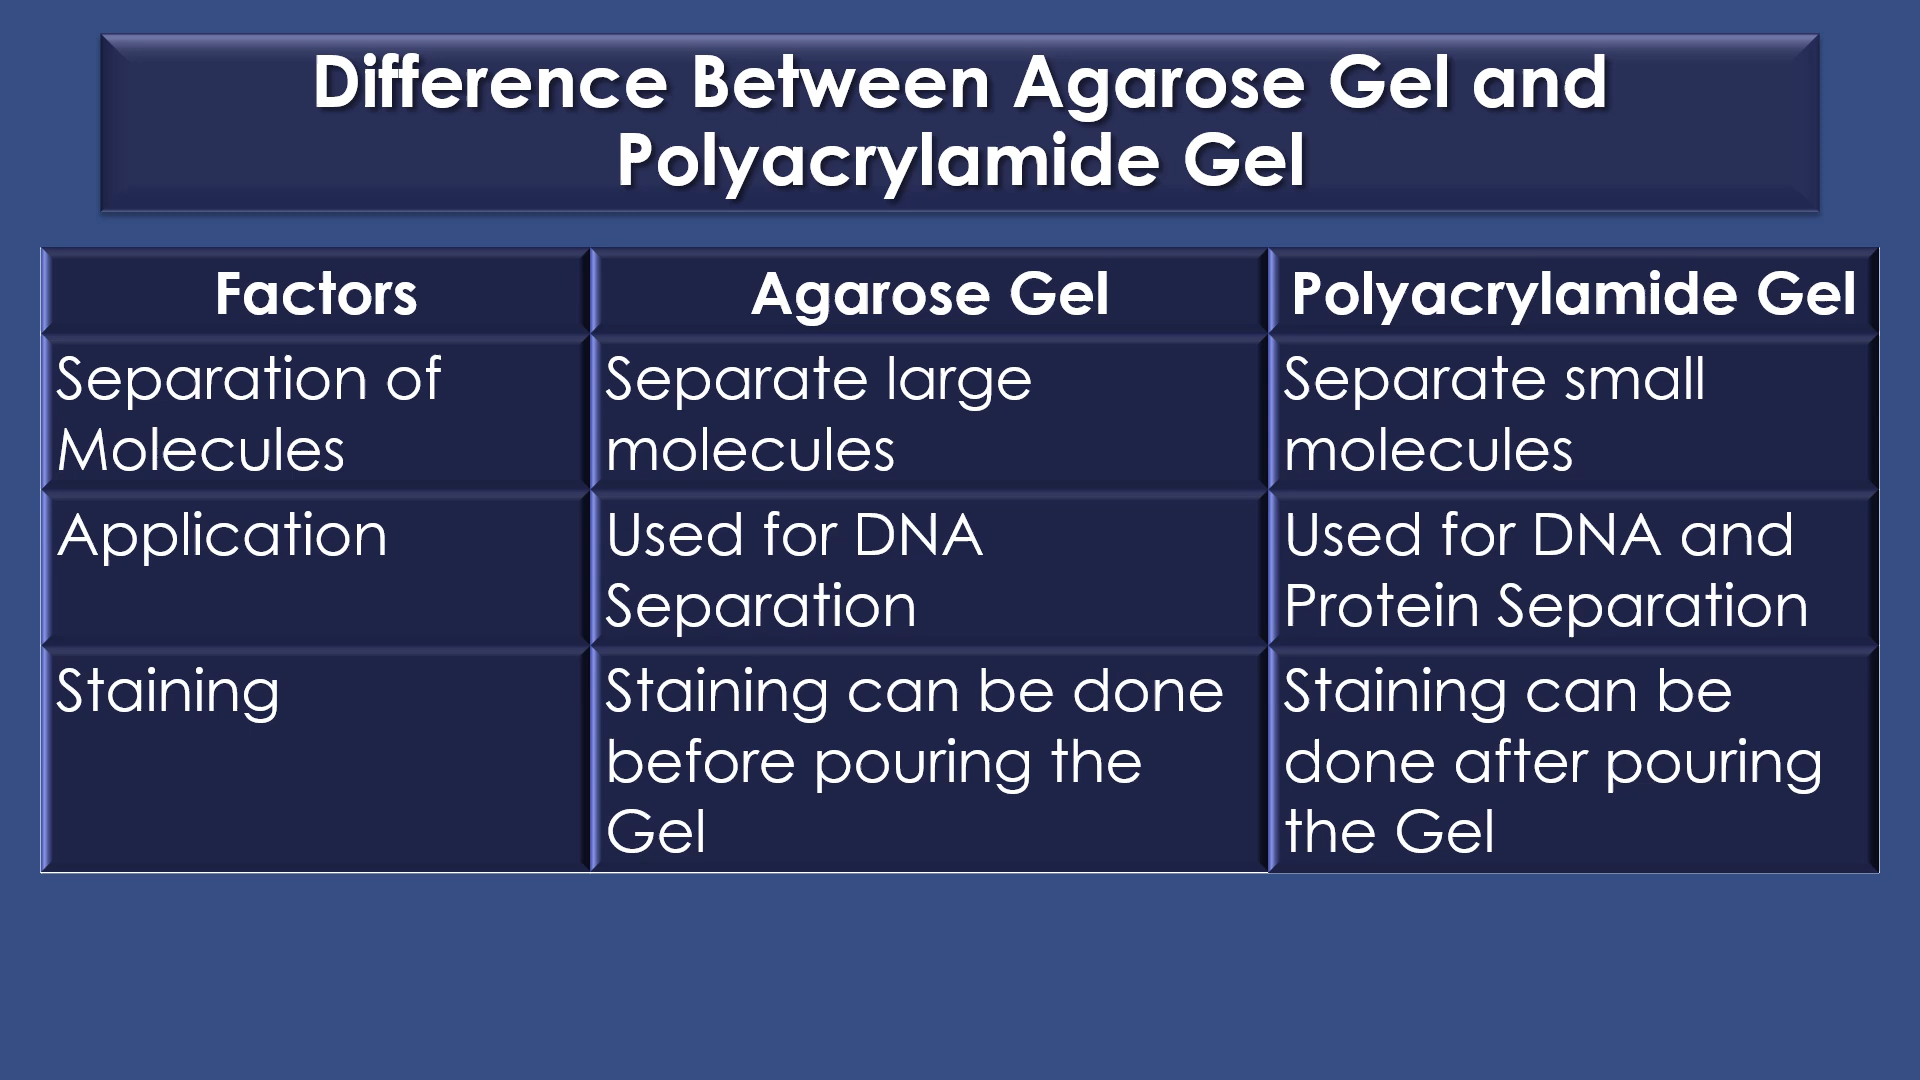 Difference Between Agarose Gel and
Polyacrylamide Gel
Factors
Agarose Gel
Polyacrylamide Gel
Separation of
Molecules
Separate large
molecules
Separate small
molecules
Application
Used for DNA
Separation
Used for DNA and
Protein Separation
Staining
Staining can be done
before pouring the
Gel
Staining can be
done after pouring
the Gel